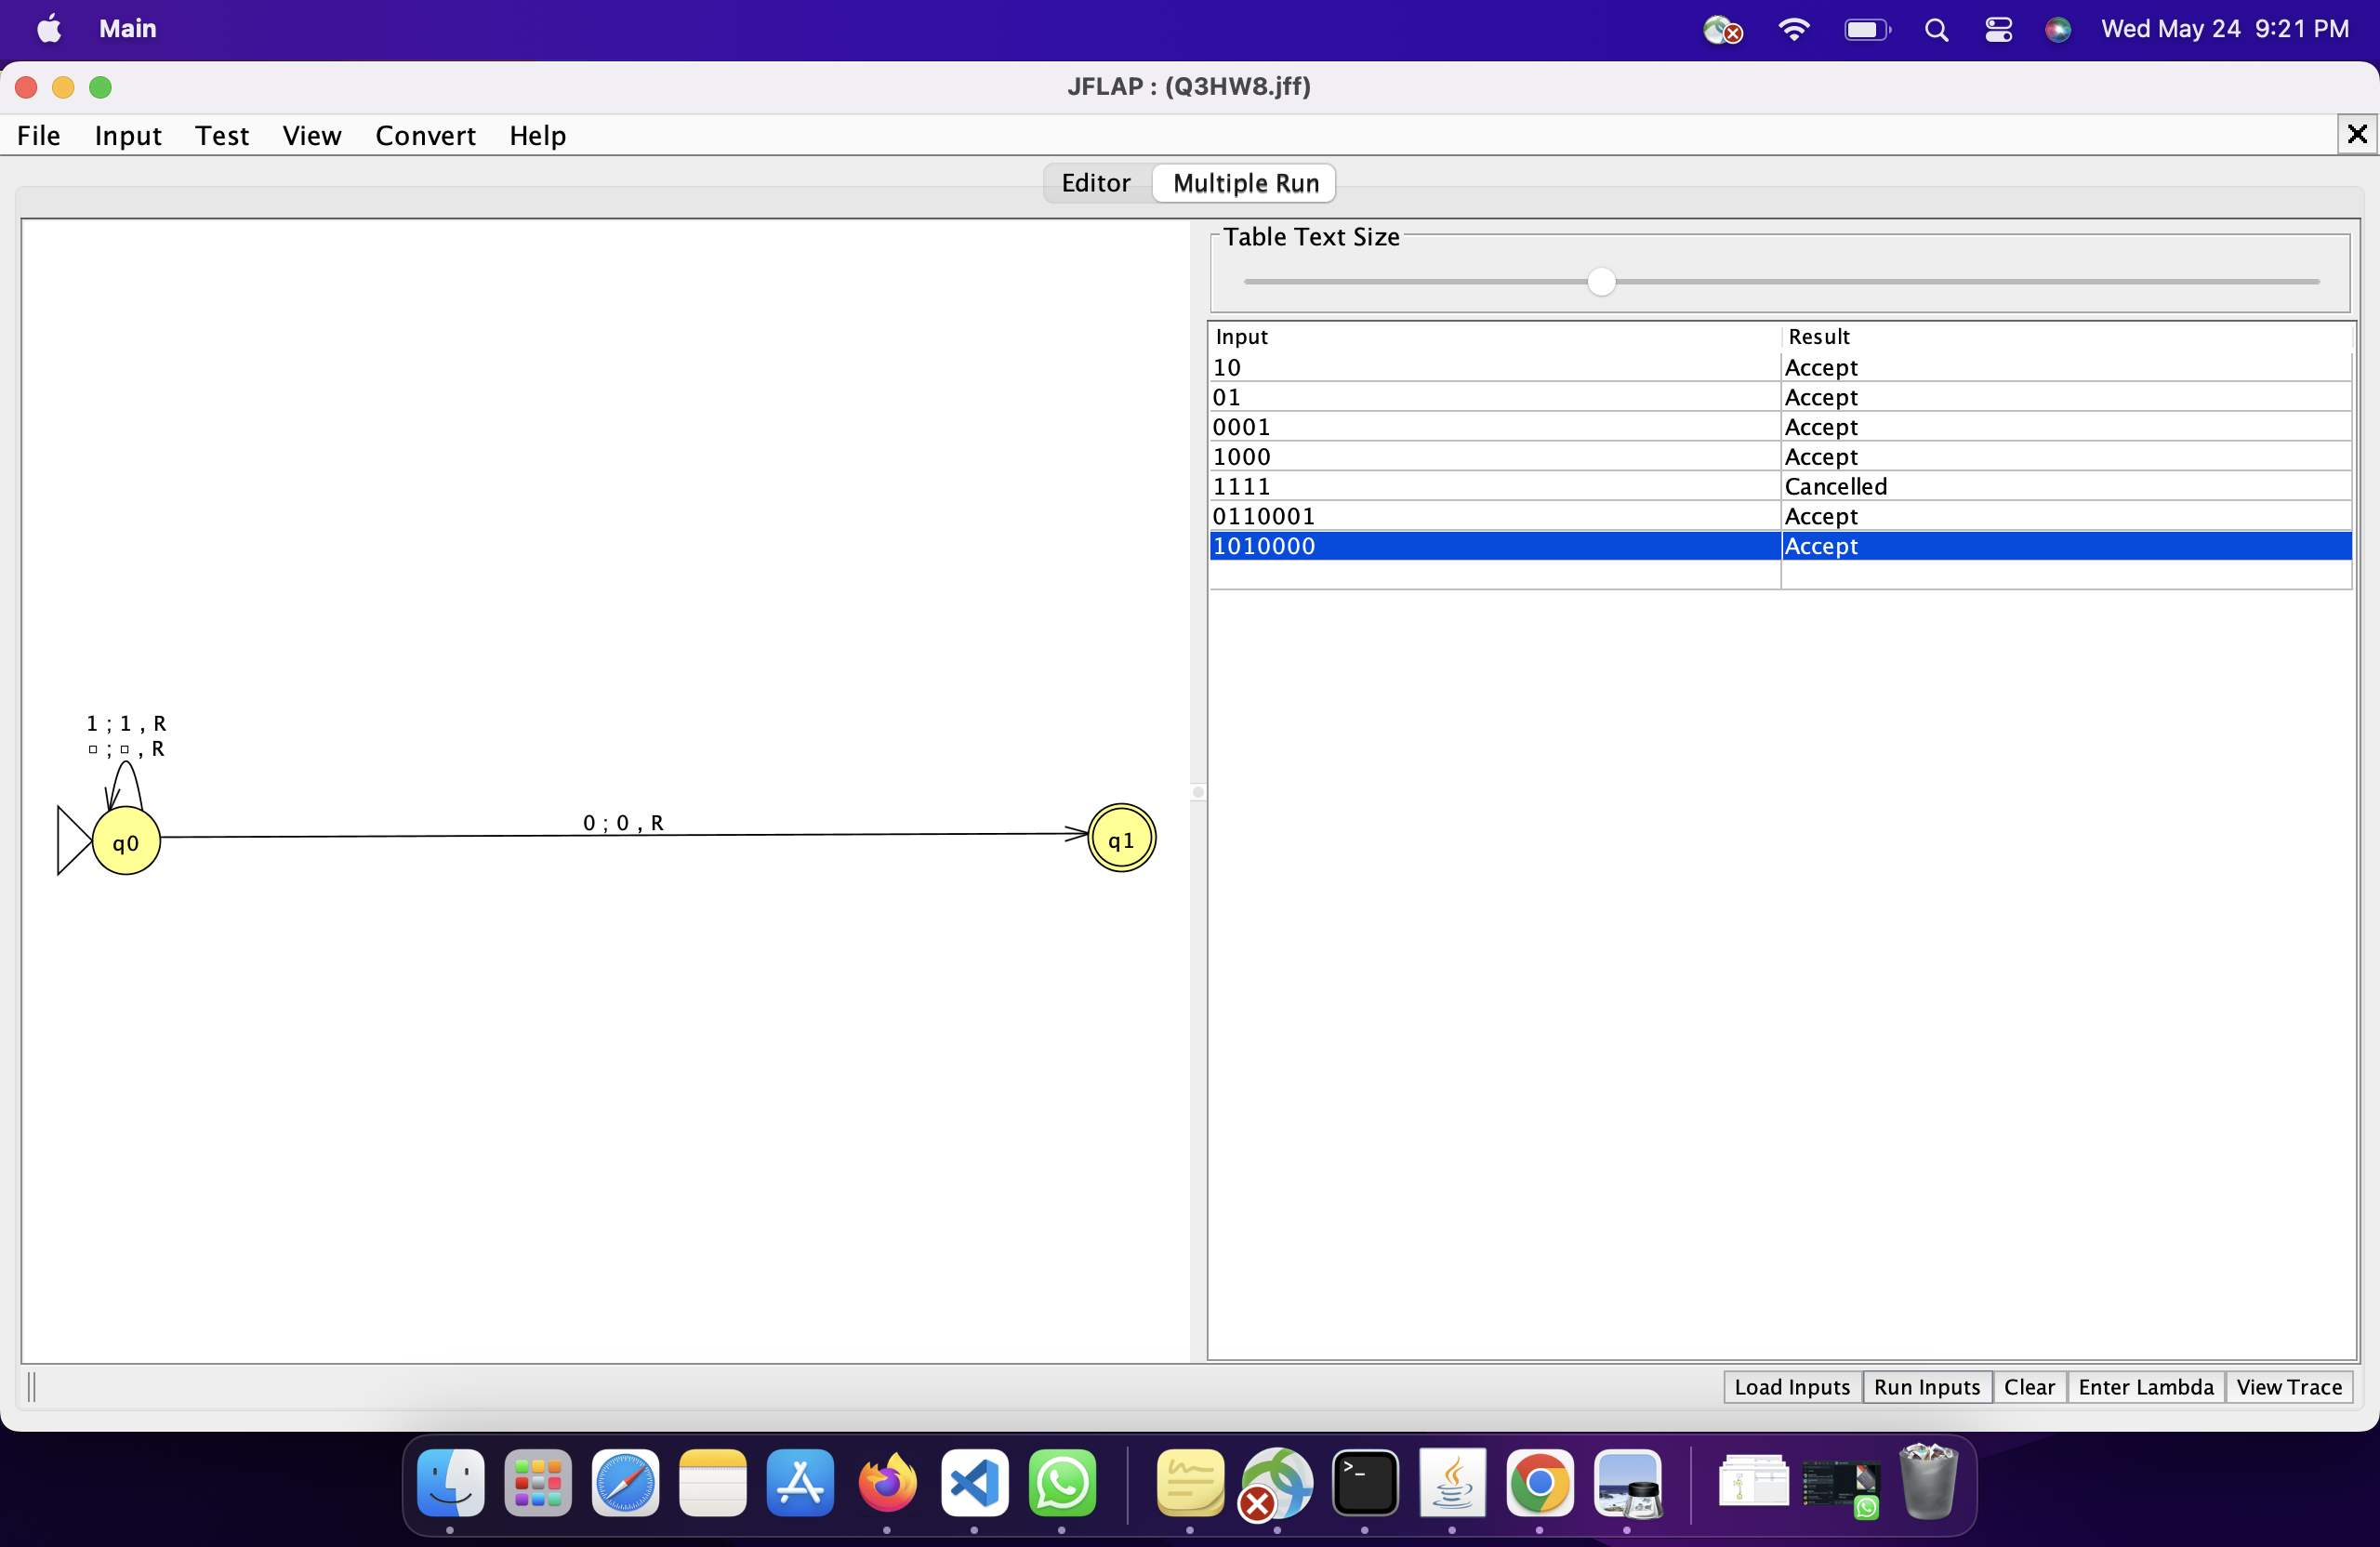 Main
Wed May 24 9:21 PM
JFLAP : (Q3HW8.jff)
File Input Test View Convert Help
Editor Multiple Run
Table Text Size
Input Result
10 Accept
01 Accept
0001 Accept
1000 Accept
1111 Cancelled
0110001 Accept
1010000 Accept
1 ; 1 , R
□ ; □ , R
0 ; 0 , R
q0
q1
Load Inputs Run Inputs Clear Enter Lambda View Trace